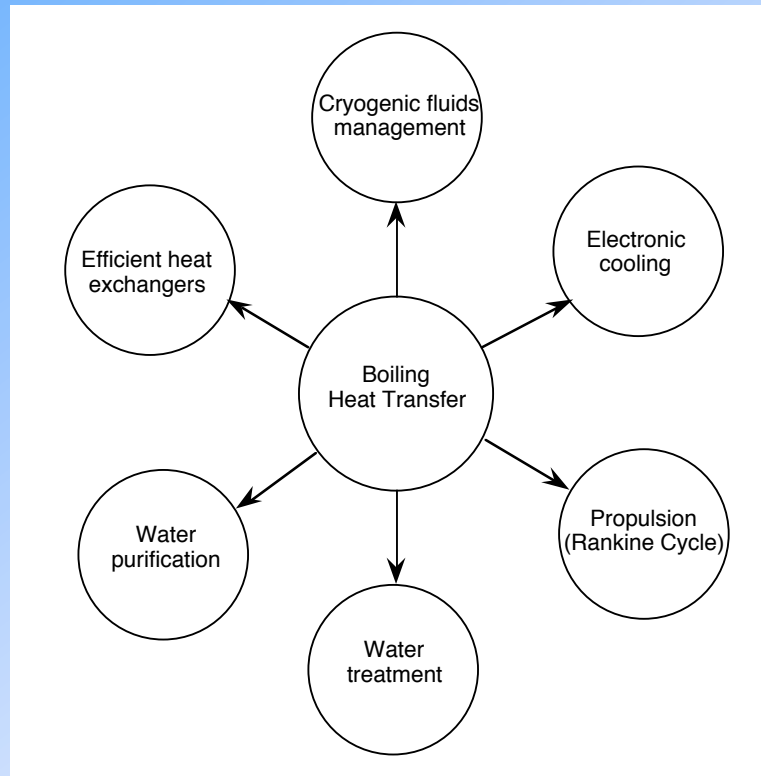 Cryogenic fluids
management
Electronic
cooling
Efficient heat
exchangers
Boiling
Heat Transfer
Propulsion
(Rankine Cycle)
Water
purification
Water
treatment